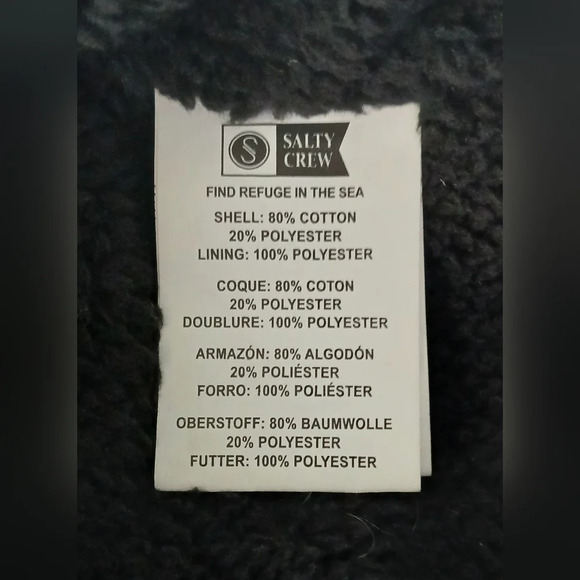 S
SALTY
CREW
FIND REFUGE IN THE SEA
SHELL: 80% COTTON
20% POLYESTER
LINING: 100% POLYESTER
COQUE: 80% COTON
20% POLYESTER
DOUBLURE: 100% POLYESTER
ARMAZÓN: 80% ALGODÓN
20% POLIÉSTER
FORRO: 100% POLIÉSTER
OBERSTOFF: 80% BAUMWOLLE
20% POLYESTER
FUTTER: 100% POLYESTER